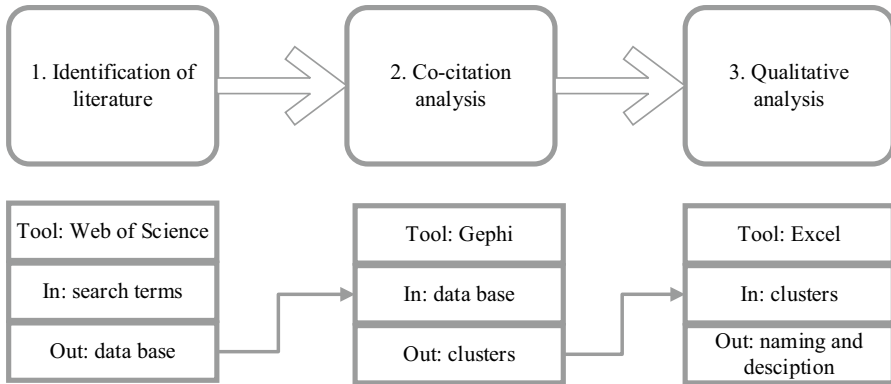 1. Identification of
literature
2. Co-citation
analysis
3. Qualitative
analysis
Tool: Web of Science
In: search terms
Out: data base
Tool: Gephi
In: data base
Out: clusters
Tool: Excel
In: clusters
Out: naming and
desciption